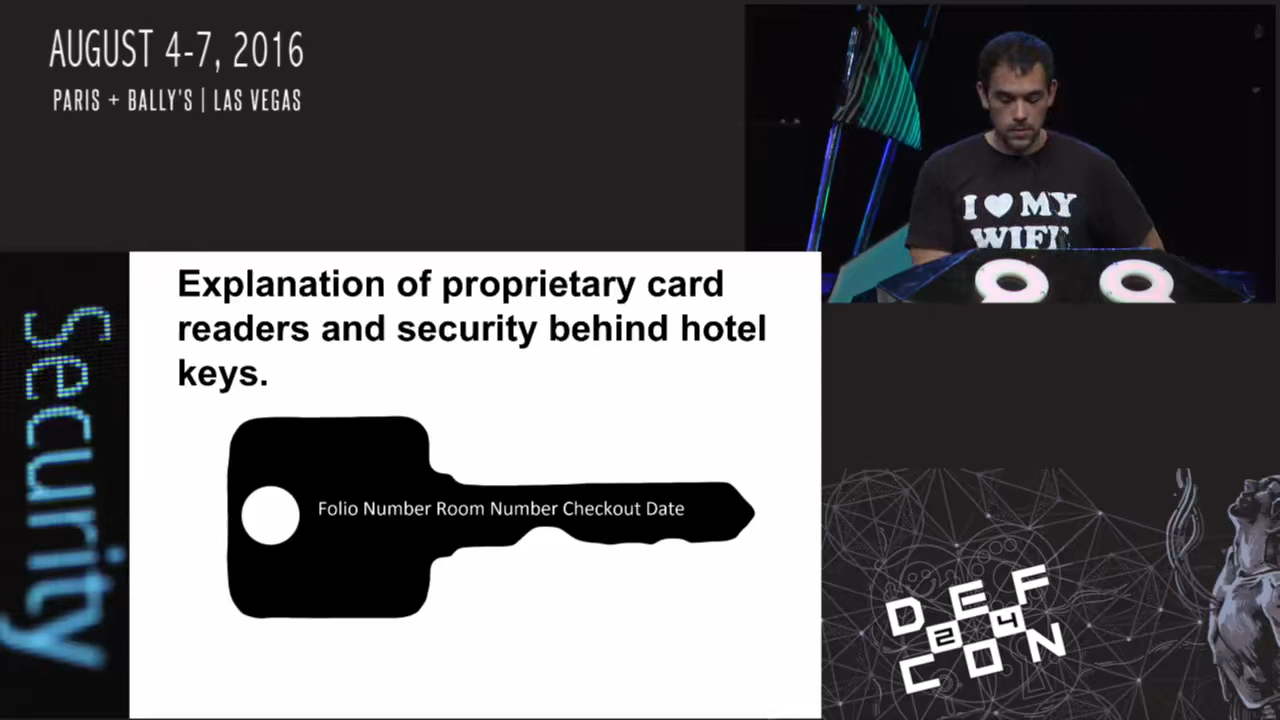 AUGUST 4-7, 2016
PARIS + BALLY'S | LAS VEGAS
I ♥ MY
WIFE
Explanation of proprietary card
readers and security behind hotel
keys.
Folio Number Room Number Checkout Date
Security
DEF
24
CON